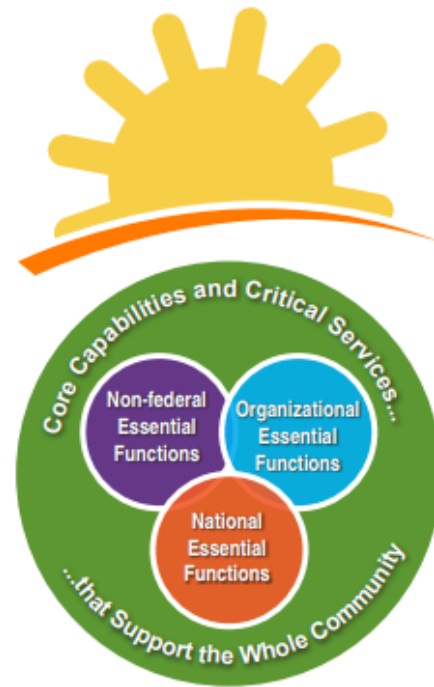 Core Capabilities and Critical Services...
Non-federal
Essential
Functions
Organizational
Essential
Functions
National
Essential
Functions
...that Support the Whole Community